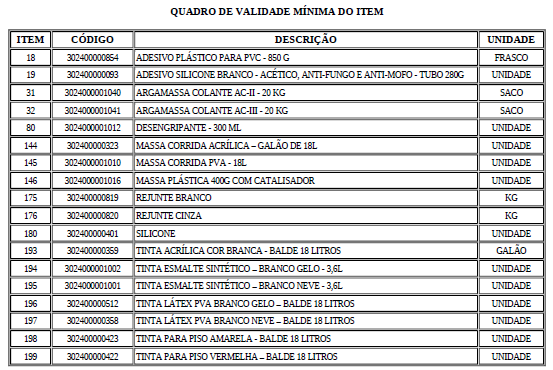 QUADRO DE VALIDADE MÍNIMA DO ITEM
ITEM CÓDIGO DESCRIÇÃO UNIDADE
18 302400000854 ADESIVO PLÁSTICO PARA PVC - 850 G FRASCO
19 302400000093 ADESIVO SILICONE BRANCO - ACÉTICO, ANTI-FUNGO E ANTI-MOFO - TUBO 280G UNIDADE
31 302400001040 ARGAMASSA COLANTE AC-II - 20 KG SACO
32 302400001041 ARGAMASSA COLANTE AC-III - 20 KG SACO
80 302400001012 DESENGRIPANTE - 300 ML UNIDADE
144 302400000323 MASSA CORRIDA ACRÍLICA – GALÃO DE 18L UNIDADE
145 302400001010 MASSA CORRIDA PVA - 18L UNIDADE
146 302400001016 MASSA PLÁSTICA 400G COM CATALISADOR UNIDADE
175 302400000819 REJUNTE BRANCO KG
176 302400000820 REJUNTE CINZA KG
180 302400000401 SILICONE UNIDADE
193 302400000359 TINTA ACRÍLICA COR BRANCA - BALDE 18 LITROS GALÃO
194 302400001002 TINTA ESMALTE SINTÉTICO – BRANCO GELO - 3,6L UNIDADE
195 302400001001 TINTA ESMALTE SINTÉTICO – BRANCO NEVE - 3,6L UNIDADE
196 302400000512 TINTA LÁTEX PVA BRANCO GELO – BALDE 18 LITROS UNIDADE
197 302400000358 TINTA LÁTEX PVA BRANCO NEVE – BALDE 18 LITROS UNIDADE
198 302400000423 TINTA PARA PISO AMARELA - BALDE 18 LITROS UNIDADE
199 302400000422 TINTA PARA PISO VERMELHA – BALDE 18 LITROS UNIDADE